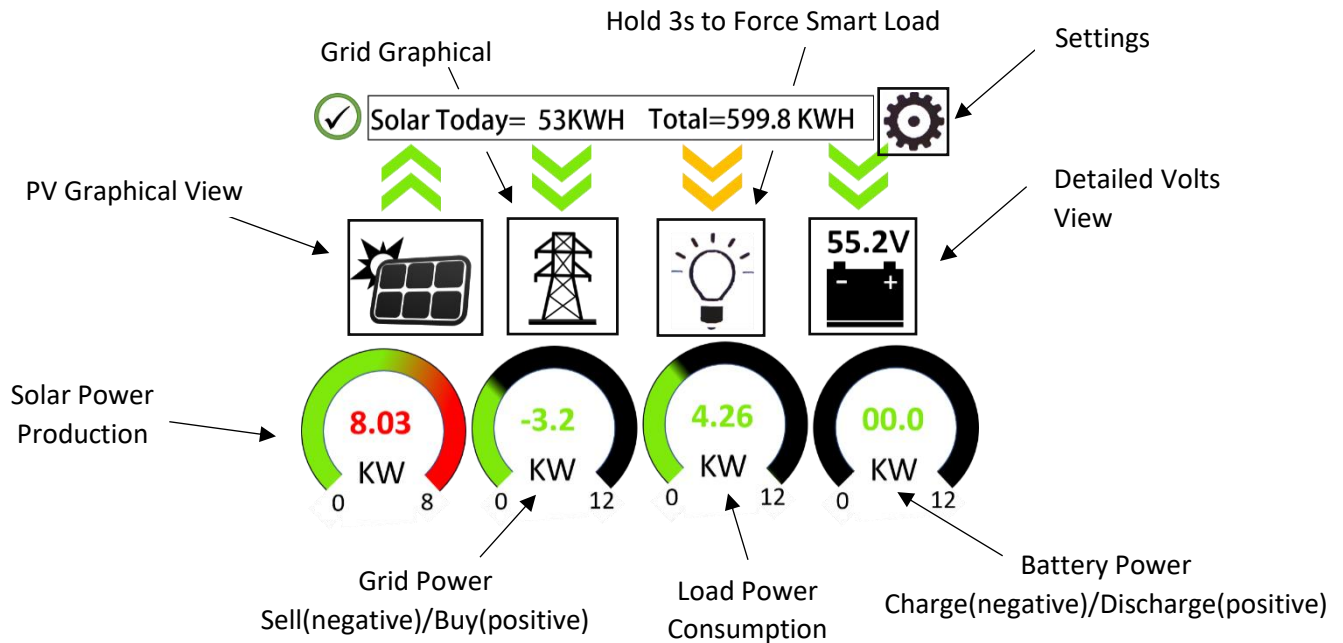 Hold 3s to Force Smart Load
Grid Graphical
Settings
Solar Today= 53KWH Total=599.8 KWH
PV Graphical View
Detailed Volts
View
55.2V
- +
Solar Power
Production
8.03
KW
0 8
-3.2
KW
0 12
4.26
KW
0 12
00.0
KW
0 12
Grid Power
Sell(negative)/Buy(positive)
Load Power
Consumption
Battery Power
Charge(negative)/Discharge(positive)